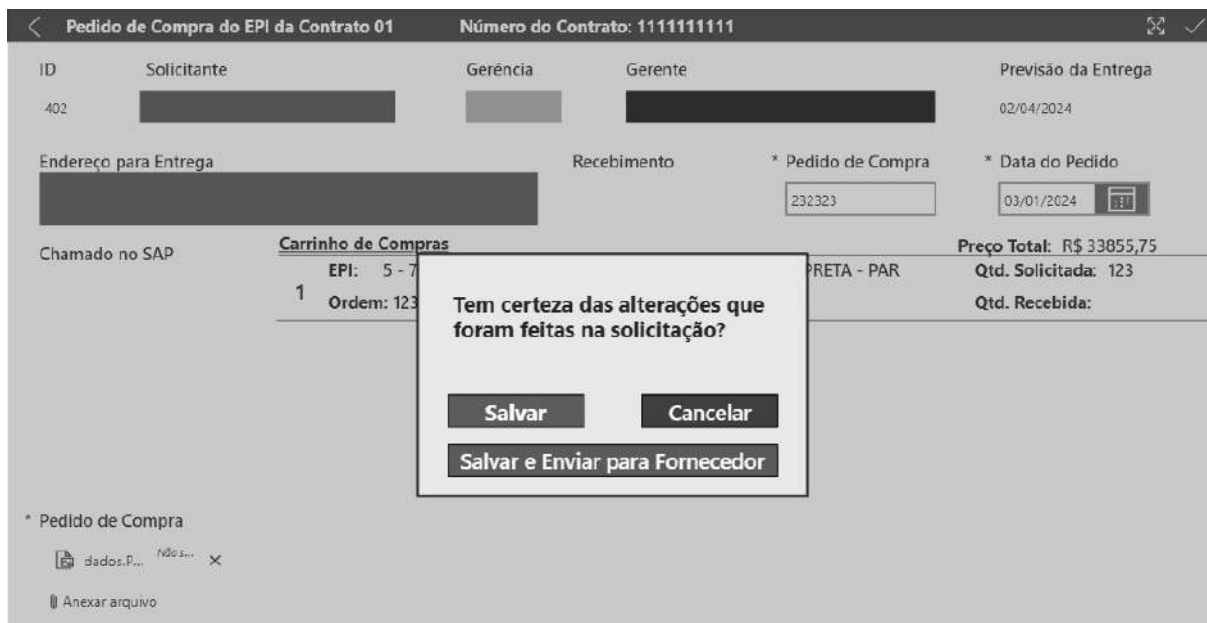 Pedido de Compra do EPI da Contrato 01 Número do Contrato: 1111111111
ID Solicitante Gerência Gerente Previsão da Entrega
402 02/04/2024
Endereço para Entrega Recebimento * Pedido de Compra * Data do Pedido
232323 03/01/2024
Chamado no SAP Carrinho de Compras Preço Total: R$ 33855,75
EPI: 5 - 7 PRETA - PAR Qtd. Solicitada: 123
1 Ordem: 123 Qtd. Recebida:
Tem certeza das alterações que
foram feitas na solicitação?
Salvar Cancelar
Salvar e Enviar para Fornecedor
* Pedido de Compra
dados.P... Não s...
Anexar arquivo